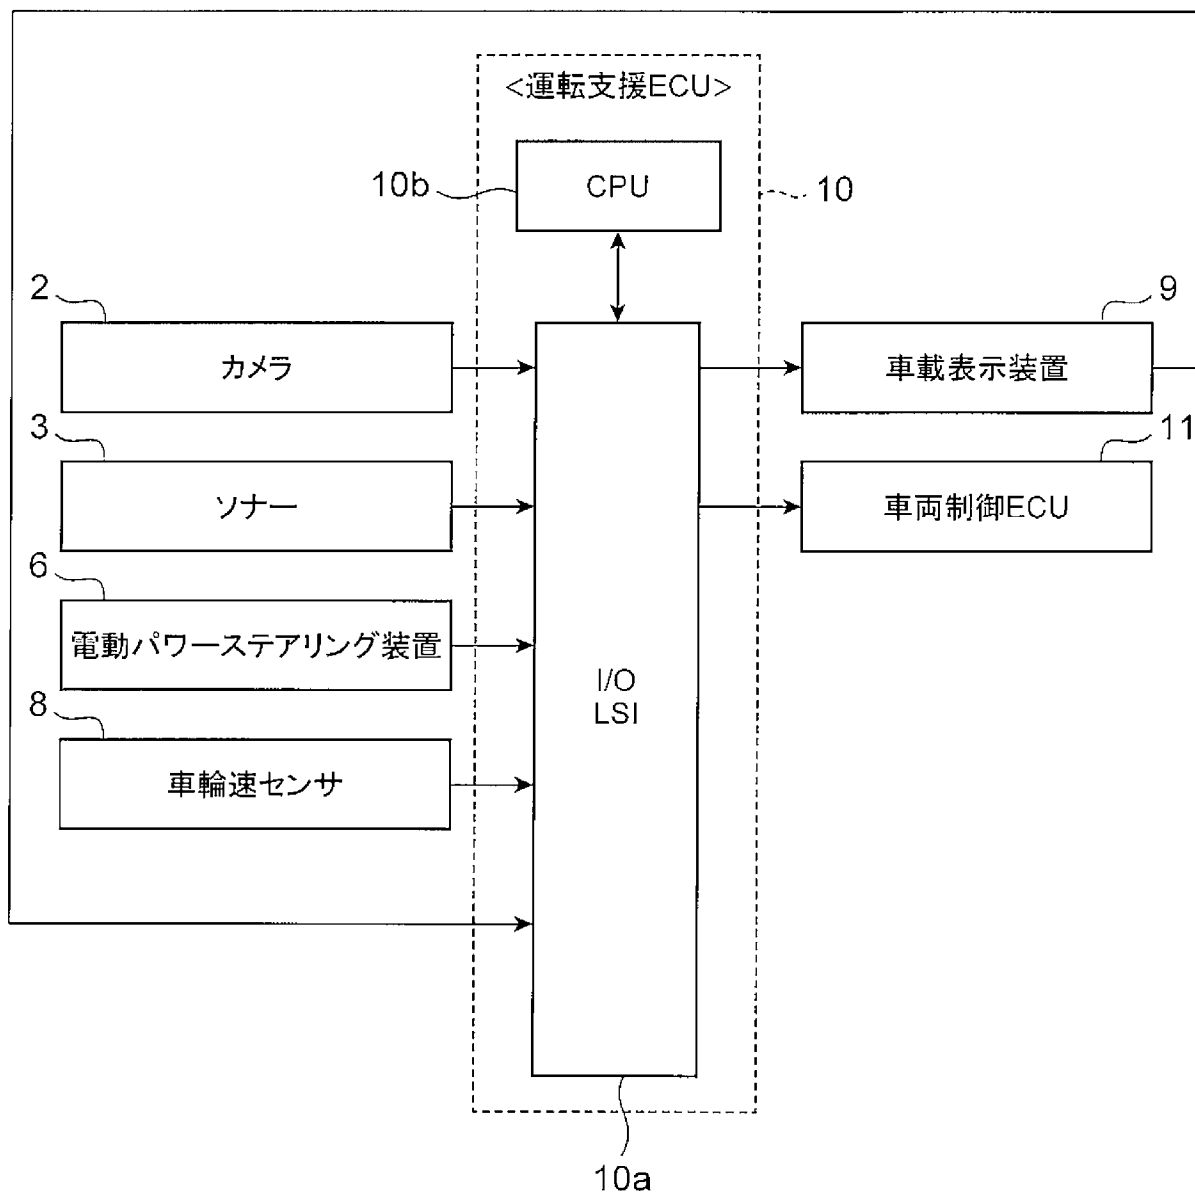 <運転支援ECU>
10b
CPU
10
2
カメラ
9
車載表示装置
3
ソナー
11
車両制御ECU
6
電動パワーステアリング装置
I/O
LSI
8
車輪速センサ
10a